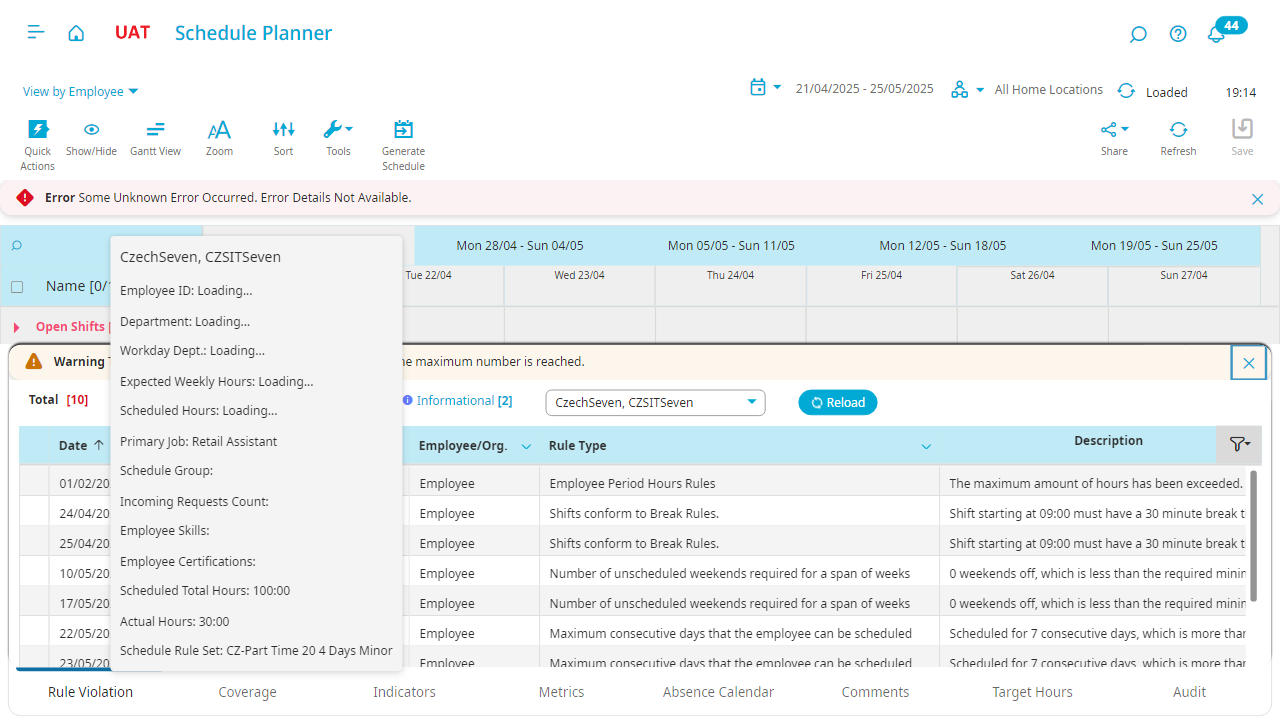 UAT
Schedule Planner
44
View by Employee
21/04/2025 - 25/05/2025
All Home Locations
Loaded
19:14
Quick Actions
Show/Hide
Gantt View
Zoom
Sort
Tools
Generate Schedule
Share
Refresh
Save
Error Some Unknown Error Occurred. Error Details Not Available.
Mon 28/04 - Sun 04/05
Mon 05/05 - Sun 11/05
Mon 12/05 - Sun 18/05
Mon 19/05 - Sun 25/05
Name [0/
Tue 22/04
Wed 23/04
Thu 24/04
Fri 25/04
Sat 26/04
Sun 27/04
Open Shifts
CzechSeven, CZSITSeven
Employee ID: Loading...
Department: Loading...
Workday Dept.: Loading...
Expected Weekly Hours: Loading...
Scheduled Hours: Loading...
Primary Job: Retail Assistant
Schedule Group:
Incoming Requests Count:
Employee Skills:
Employee Certifications:
Scheduled Total Hours: 100:00
Actual Hours: 30:00
Schedule Rule Set: CZ-Part Time 20 4 Days Minor
Warning
maximum number is reached.
Total [10]
Informational [2]
CzechSeven, CZSITSeven
Reload
Date
Employee/Org.
Rule Type
Description
01/02/20 Employee Employee Period Hours Rules The maximum amount of hours has been exceeded.
24/04/20 Employee Shifts conform to Break Rules. Shift starting at 09:00 must have a 30 minute break t
25/04/20 Employee Shifts conform to Break Rules. Shift starting at 09:00 must have a 30 minute break t
10/05/20 Employee Number of unscheduled weekends required for a span of weeks 0 weekends off, which is less than the required minir
17/05/20 Employee Number of unscheduled weekends required for a span of weeks 0 weekends off, which is less than the required minir
22/05/20 Employee Maximum consecutive days that the employee can be scheduled Scheduled for 7 consecutive days, which is more than
23/05/20 Employee Maximum consecutive days that the employee can be scheduled Scheduled for 7 consecutive days, which is more than
Rule Violation
Coverage
Indicators
Metrics
Absence Calendar
Comments
Target Hours
Audit